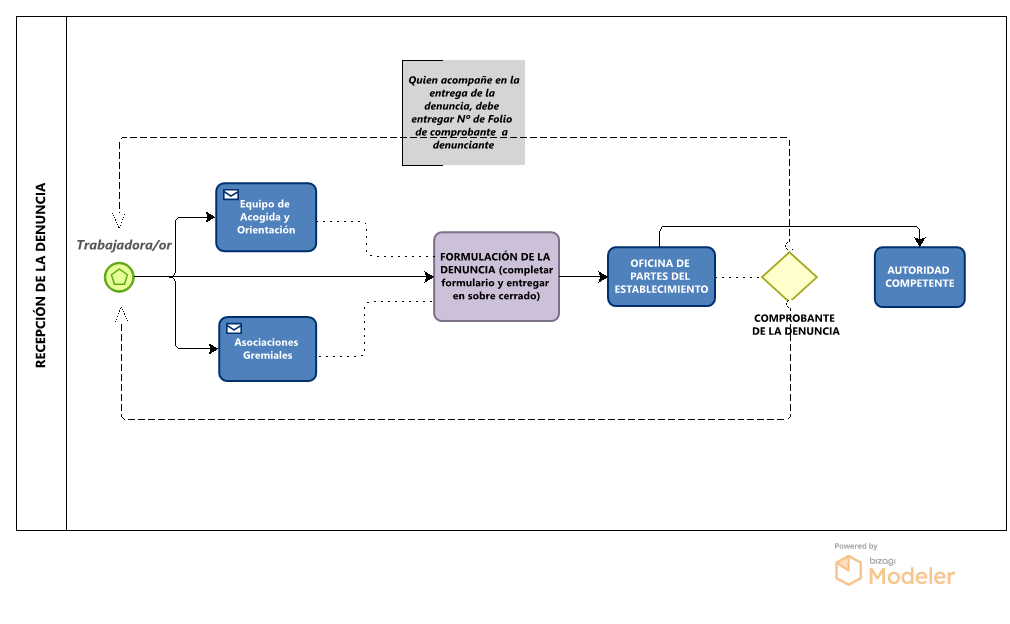 RECEPCIÓN DE LA DENUNCIA
Quien acompañe en la
entrega de la
denuncia, debe
entregar Nº de Folio
de comprobante a
denunciante
Trabajadora/or
Equipo de
Acogida y
Orientación
Asociaciones
Gremiales
FORMULACIÓN DE LA
DENUNCIA (completar
formulario y entregar
en sobre cerrado)
OFICINA DE
PARTES DEL
ESTABLECIMIENTO
COMPROBANTE
DE LA DENUNCIA
AUTORIDAD
COMPETENTE
Powered by
bizagi
Modeler